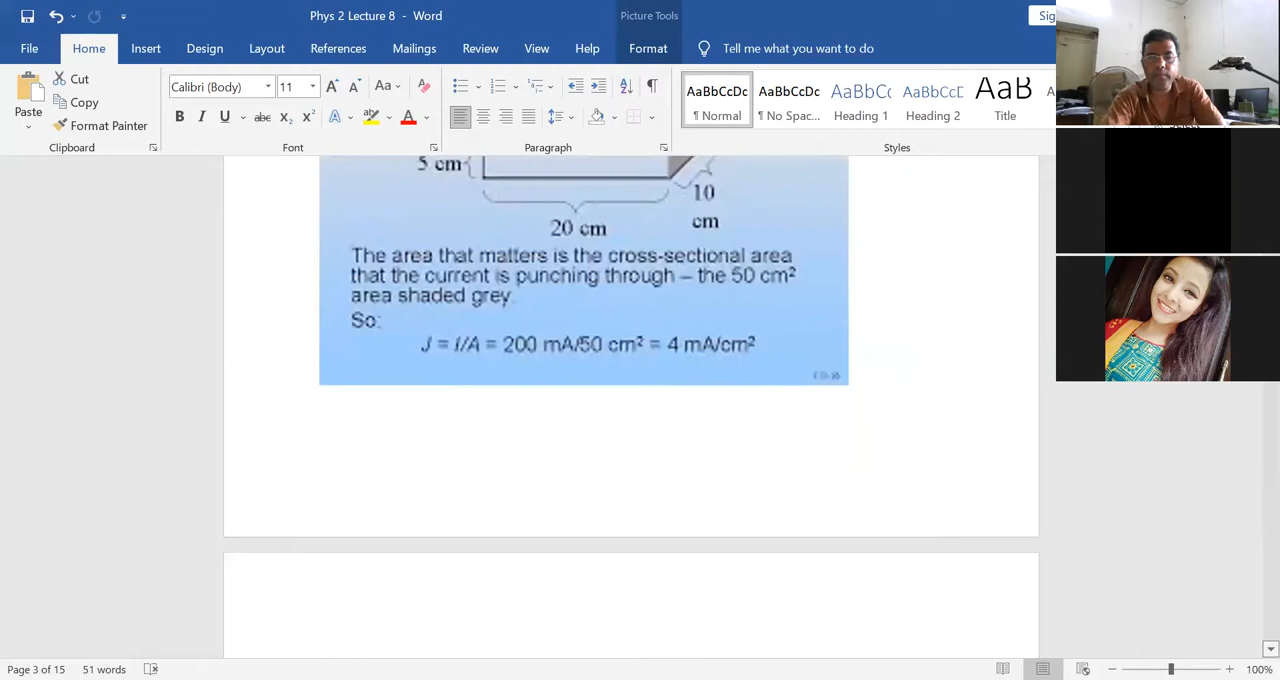 Phys 2 Lecture 8 - Word
Picture Tools
Sig
File Home Insert Design Layout References Mailings Review View Help Format Tell me what you want to do
Paste
Cut
Copy
Format Painter
Clipboard
Calibri (Body) 11
Font
Paragraph
AaBbCcDc
¶ Normal
AaBbCcDc
¶ No Spac...
AaBbCc
Heading 1
AaBbCcD
Heading 2
AaB
Title
Styles
5 cm
10
cm
20 cm
The area that matters is the cross-sectional area
that the current is punching through – the 50 cm²
area shaded grey
So:
J = I/A = 200 mA/50 cm² = 4 mA/cm²
Page 3 of 15 51 words 100%